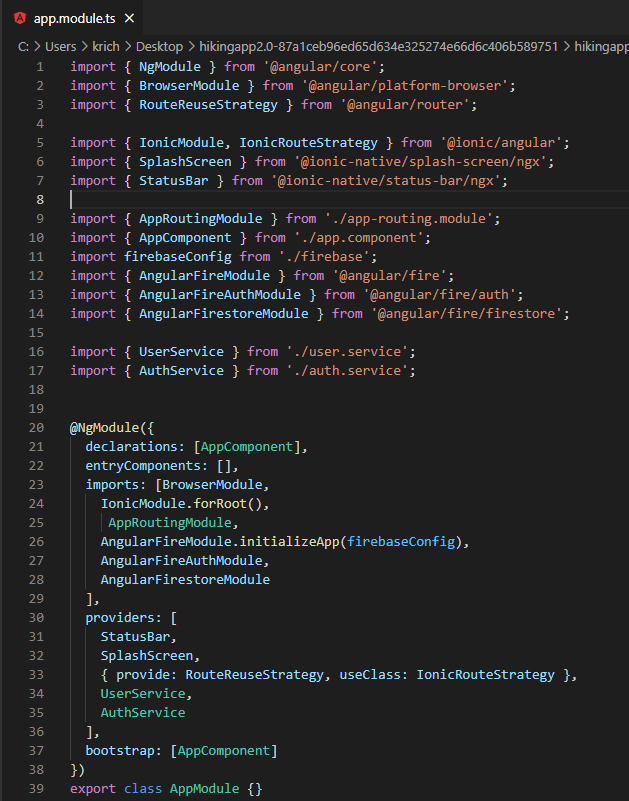 app.module.ts ×
C: > Users > krich > Desktop > hikingapp2.0-87a1ceb96ed65d634e325274e66d6c406b589751 > hikingapp
1 import { NgModule } from '@angular/core';
2 import { BrowserModule } from '@angular/platform-browser';
3 import { RouteReuseStrategy } from '@angular/router';
4
5 import { IonicModule, IonicRouteStrategy } from '@ionic/angular';
6 import { SplashScreen } from '@ionic-native/splash-screen/ngx';
7 import { StatusBar } from '@ionic-native/status-bar/ngx';
8
9 import { AppRoutingModule } from './app-routing.module';
10 import { AppComponent } from './app.component';
11 import firebaseConfig from './firebase';
12 import { AngularFireModule } from '@angular/fire';
13 import { AngularFireAuthModule } from '@angular/fire/auth';
14 import { AngularFirestoreModule } from '@angular/fire/firestore';
15
16 import { UserService } from './user.service';
17 import { AuthService } from './auth.service';
18
19
20 @NgModule({
21   declarations: [AppComponent],
22   entryComponents: [],
23   imports: [BrowserModule,
24     IonicModule.forRoot(),
25      AppRoutingModule,
26     AngularFireModule.initializeApp(firebaseConfig),
27     AngularFireAuthModule,
28     AngularFirestoreModule
29   ],
30   providers: [
31     StatusBar,
32     SplashScreen,
33     { provide: RouteReuseStrategy, useClass: IonicRouteStrategy },
34     UserService,
35     AuthService
36   ],
37   bootstrap: [AppComponent]
38 })
39 export class AppModule {}